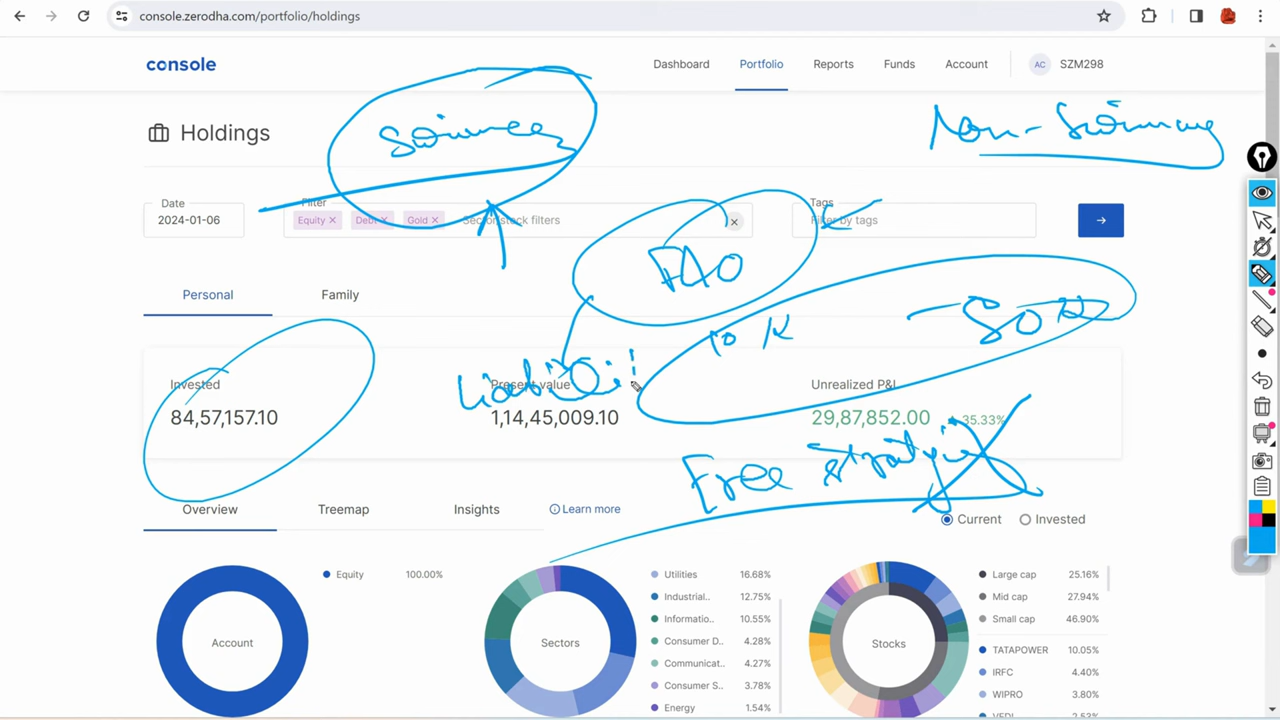 console.zerodha.com/portfolio/holdings
console Dashboard Portfolio Reports Funds Account AC SZM298
Holdings
Non-Swimming
Date Filter Tags
2024-01-06 Equity × Debt × Gold × Sector/stock filters × Filter by tags →
F&O
Personal Family
10 K
Invested Present value Unrealized P&L
84,57,157.10 1,14,45,009.10 29,87,852.00 35.33%
Free
Overview Treemap Insights Learn more
Current Invested
Equity 100.00%
Account
Sectors
Utilities 16.68%
Industrial.. 12.75%
Informatio.. 10.55%
Consumer D.. 4.28%
Communicat.. 4.27%
Consumer S.. 3.78%
Energy 1.54%
Stocks
Large cap 25.16%
Mid cap 27.94%
Small cap 46.90%
TATAPOWER 10.05%
IRFC 4.40%
WIPRO 3.80%